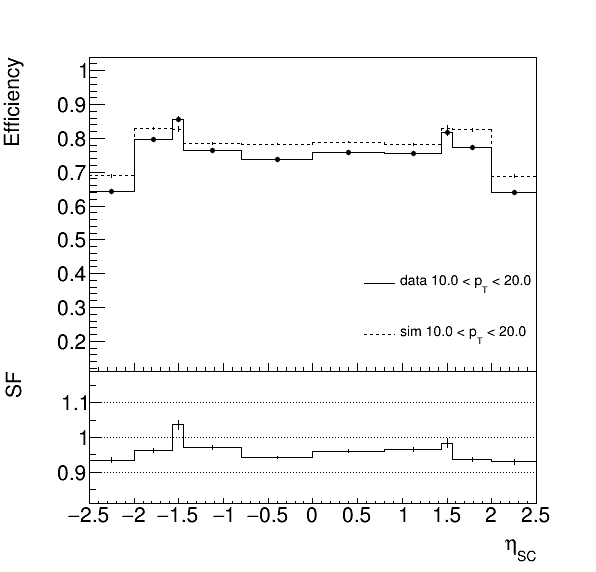 Efficiency
1
0.9
0.8
0.7
0.6
0.5
0.4
0.3
0.2
data 10.0 < p_T < 20.0
sim 10.0 < p_T < 20.0
SF
1.1
1
0.9
−2.5 −2 −1.5 −1 −0.5 0 0.5 1 1.5 2 2.5
η_SC